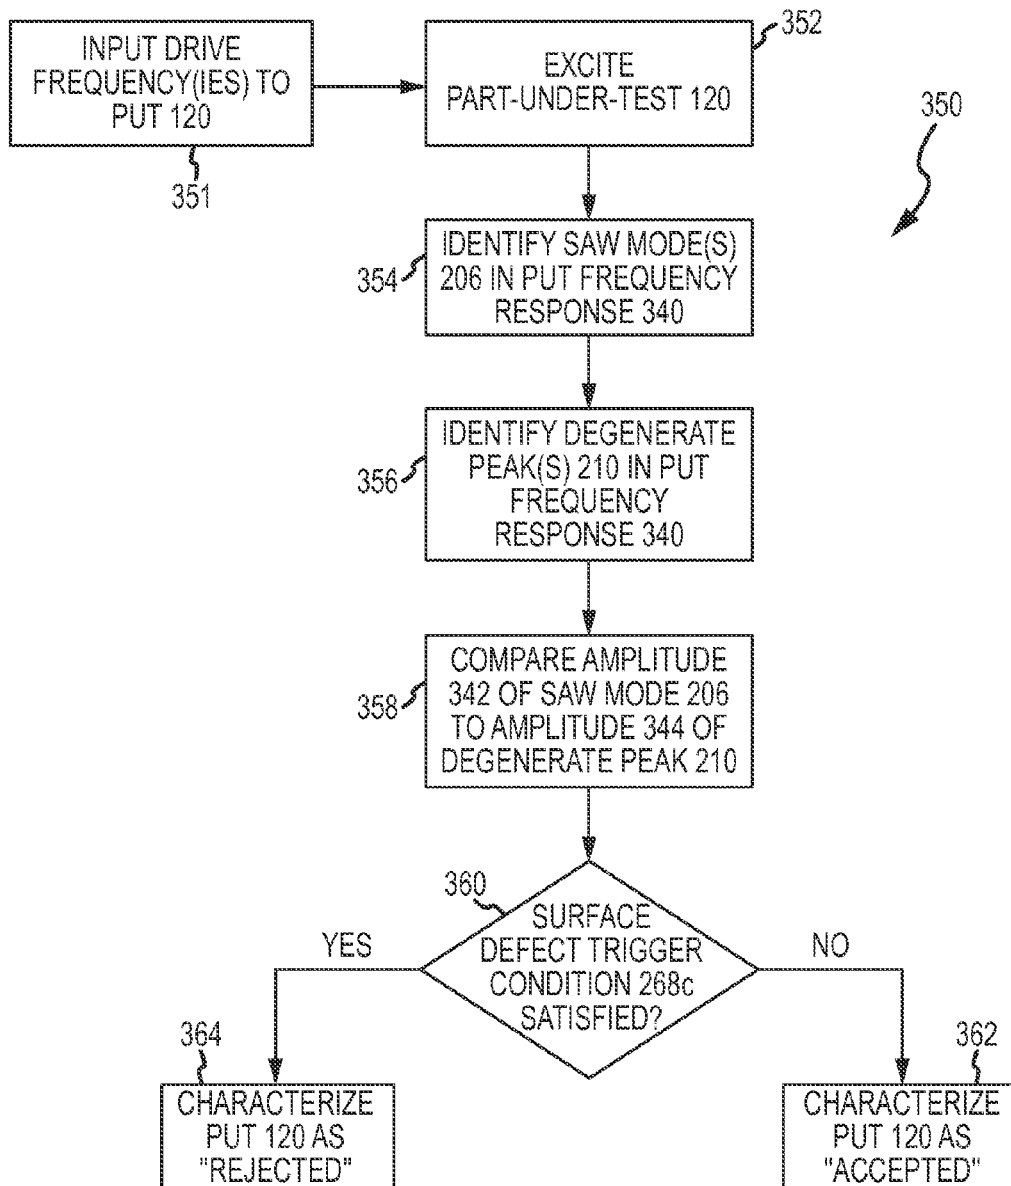 INPUT DRIVE
FREQUENCY(IES) TO
PUT 120
351
352
EXCITE
PART-UNDER-TEST 120
350
354
IDENTIFY SAW MODE(S)
206 IN PUT FREQUENCY
RESPONSE 340
356
IDENTIFY DEGENERATE
PEAK(S) 210 IN PUT
FREQUENCY
RESPONSE 340
358
COMPARE AMPLITUDE
342 OF SAW MODE 206
TO AMPLITUDE 344 OF
DEGENERATE PEAK 210
360
SURFACE
DEFECT TRIGGER
CONDITION 268c
SATISFIED?
YES
NO
364
CHARACTERIZE
PUT 120 AS
"REJECTED"
362
CHARACTERIZE
PUT 120 AS
"ACCEPTED"